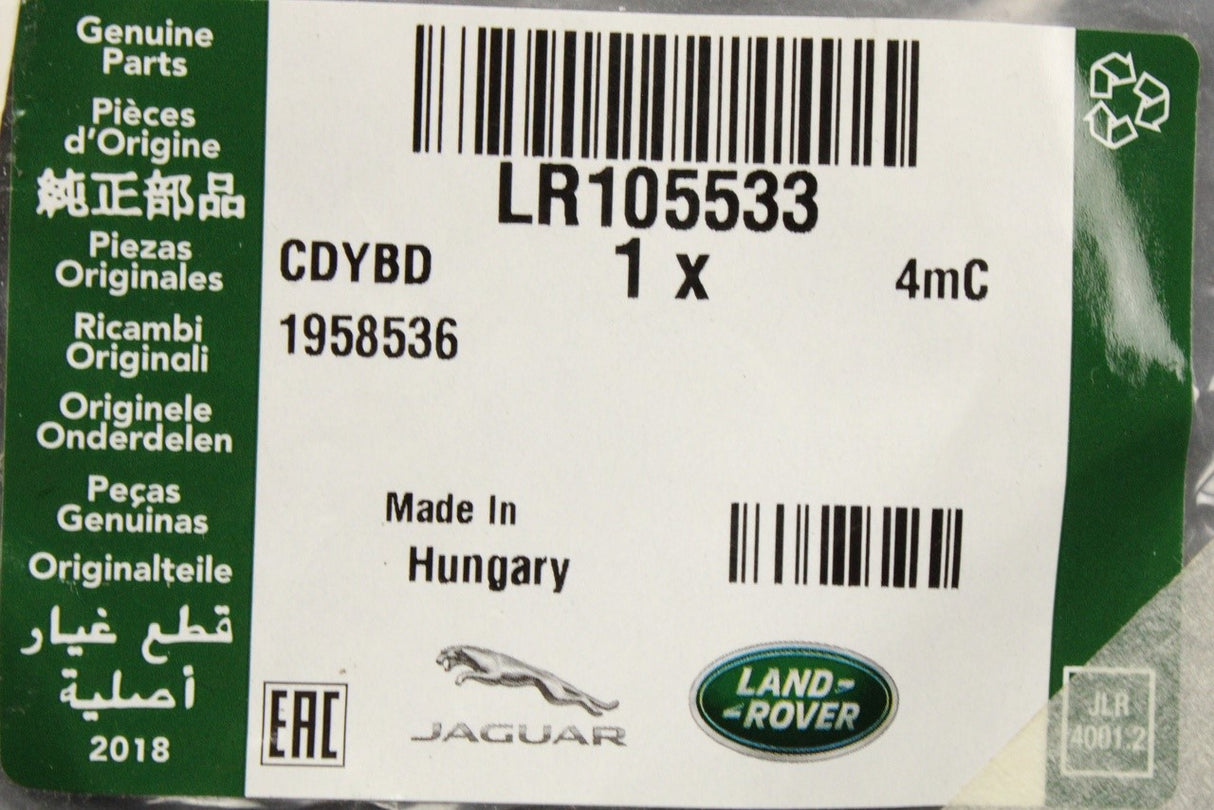 Genuine
Parts
Pièces
d'Origine
純正部品
Piezas
Originales
Ricambi
Originali
Originele
Onderdelen
Peças
Genuinas
Originalteile
قطع غيار
أصلية
2018
LR105533
CDYBD
1 x
4mC
1958536
Made In
Hungary
EAC
JAGUAR
LAND-
-ROVER
JLR
4001.2